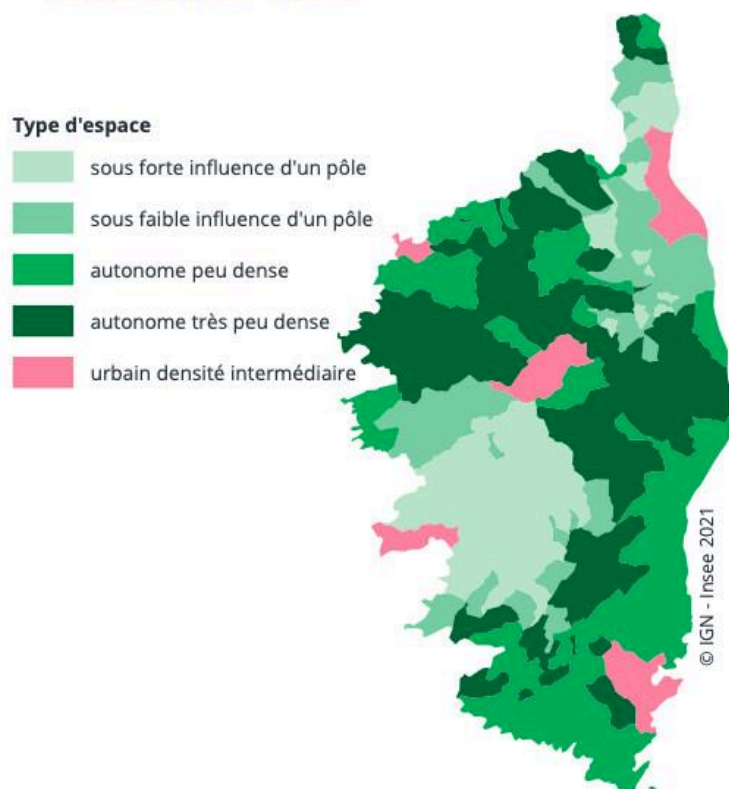 Type d'espace
sous forte influence d'un pôle
sous faible influence d'un pôle
autonome peu dense
autonome très peu dense
urbain densité intermédiaire
© IGN - Insee 2021